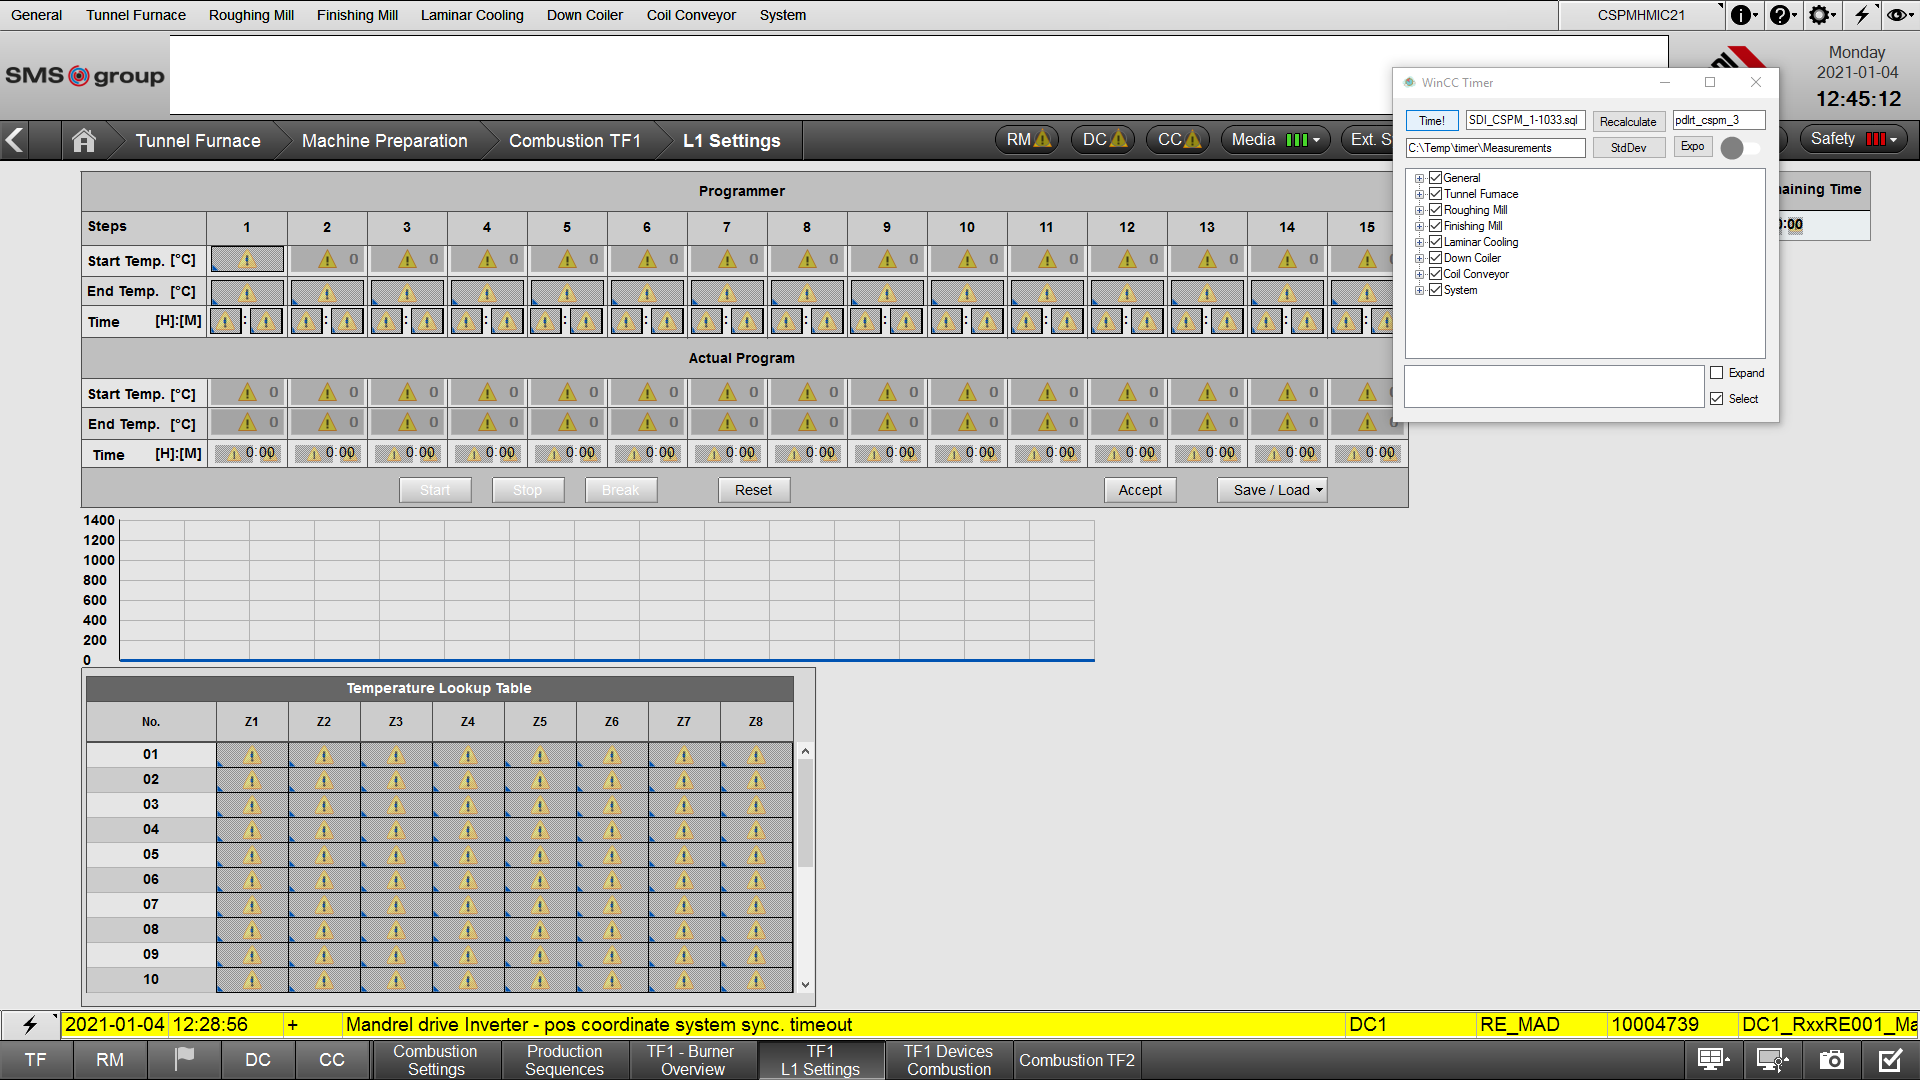 General Tunnel Furnace Roughing Mill Finishing Mill Laminar Cooling Down Coiler Coil Conveyor System CSPMHMIC21
SMS group
Monday
2021-01-04
12:45:12
Tunnel Furnace Machine Preparation Combustion TF1 L1 Settings RM DC CC Media Ext. S Safety
WinCC Timer
Time! SDI_CSPM_1-1033.sql Recalculate pdlrt_cspm_3
C:\Temp\timer\Measurements StdDev Expo
General
Tunnel Furnace
Roughing Mill
Finishing Mill
Laminar Cooling
Down Coiler
Coil Conveyor
System
Expand
Select
aining Time
:00
Programmer
Steps 1 2 3 4 5 6 7 8 9 10 11 12 13 14 15
Start Temp. [°C] 0 0 0 0 0 0 0 0 0 0 0 0 0
End Temp. [°C]
Time [H]:[M] : : : : : : : : : : : : : : :
Actual Program
Start Temp. [°C] 0 0 0 0 0 0 0 0 0 0 0 0 0 0 0
End Temp. [°C] 0 0 0 0 0 0 0 0 0 0 0 0 0 0 0
Time [H]:[M] 0:00 0:00 0:00 0:00 0:00 0:00 0:00 0:00 0:00 0:00 0:00 0:00 0:00 0:00 0:00
Start Stop Break Reset Accept Save / Load
1400
1200
1000
800
600
400
200
0
Temperature Lookup Table
No. Z1 Z2 Z3 Z4 Z5 Z6 Z7 Z8
01
02
03
04
05
06
07
08
09
10
2021-01-04 12:28:56 + Mandrel drive Inverter - pos coordinate system sync. timeout DC1 RE_MAD 10004739 DC1_RxxRE001_Ma
TF RM DC CC
Combustion
Settings
Production
Sequences
TF1 - Burner
Overview
TF1
L1 Settings
TF1 Devices
Combustion
Combustion TF2